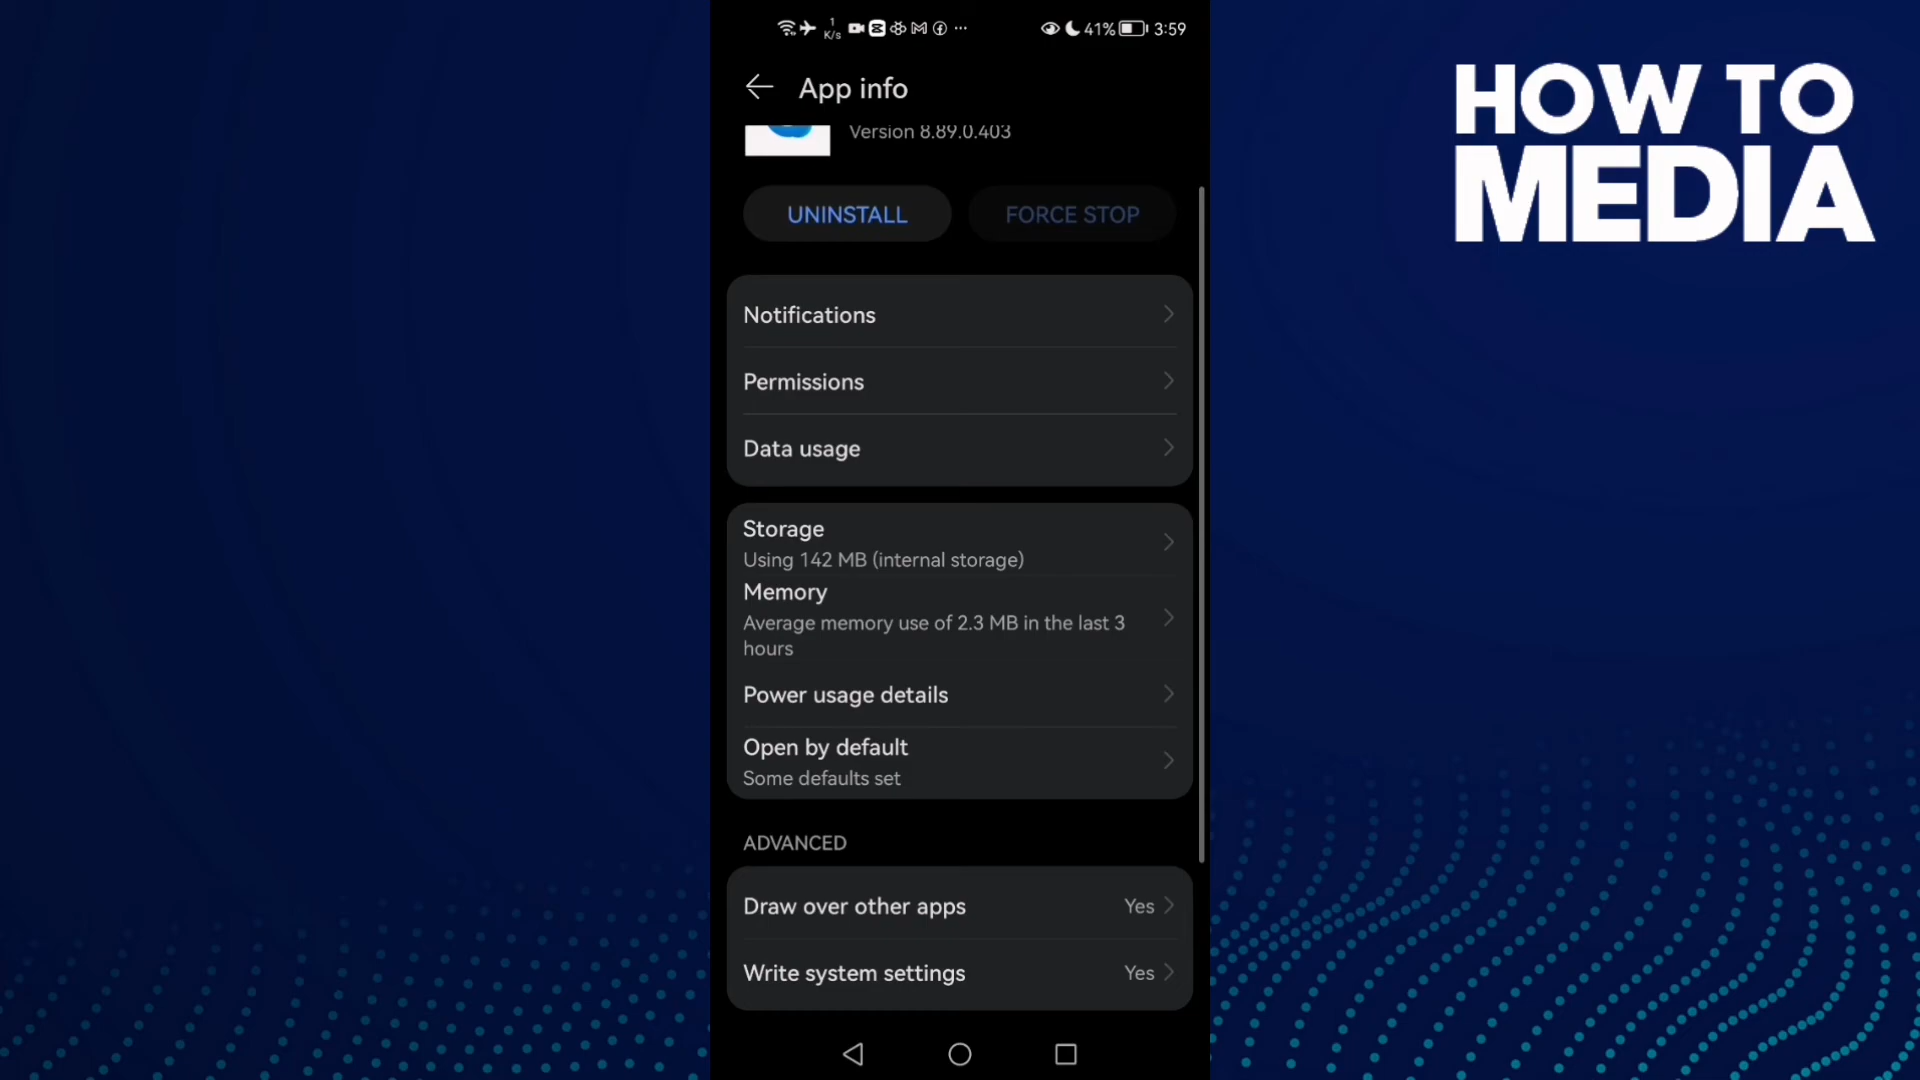 1
K/s
41%
3:59
HOW TO
MEDIA
App info
Version 8.89.0.403
UNINSTALL
FORCE STOP
Notifications
Permissions
Data usage
Storage
Using 142 MB (internal storage)
Memory
Average memory use of 2.3 MB in the last 3
hours
Power usage details
Open by default
Some defaults set
ADVANCED
Draw over other apps Yes
Write system settings Yes